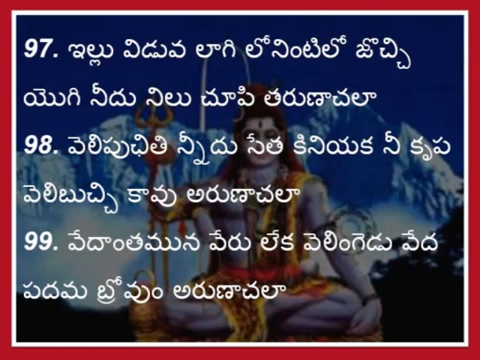 97. ఇల్లు విడువ లాగి లోనింటిలో జొచ్చి
యొగి నీదు నిలు చూపి తరుణాచలా
98. వెలిపుఛితి న్నీదు సేత కినియక నీ కృప
వెలిబుచ్చి కావు అరుణాచలా
99. వేదాంతమున వేరు లేక వెలింగెడు వేద
పదమ బ్రోవుం అరుణాచలా